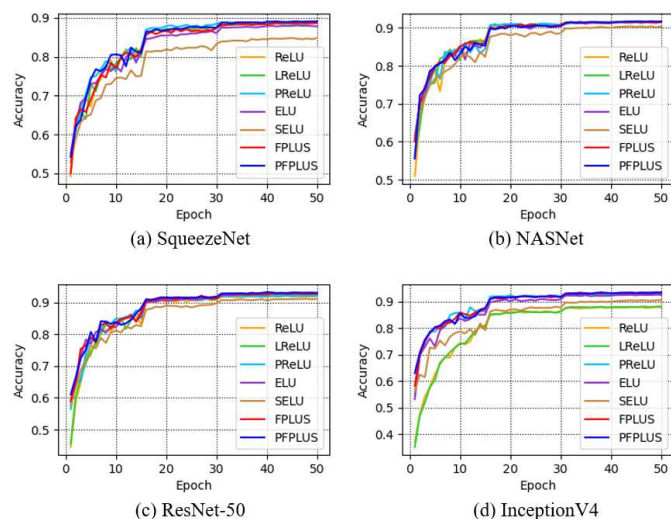 0.9
0.8
0.7
0.6
0.5
Accuracy
ReLU
LReLU
PReLU
ELU
SELU
FPLUS
PFPLUS
0 10 20 30 40 50
Epoch
(a) SqueezeNet
0.9
0.8
0.7
0.6
0.5
Accuracy
ReLU
LReLU
PReLU
ELU
SELU
FPLUS
PFPLUS
0 10 20 30 40 50
Epoch
(b) NASNet
0.9
0.8
0.7
0.6
0.5
Accuracy
ReLU
LReLU
PReLU
ELU
SELU
FPLUS
PFPLUS
0 10 20 30 40 50
Epoch
(c) ResNet-50
0.9
0.8
0.7
0.6
0.5
0.4
Accuracy
ReLU
LReLU
PReLU
ELU
SELU
FPLUS
PFPLUS
0 10 20 30 40 50
Epoch
(d) InceptionV4